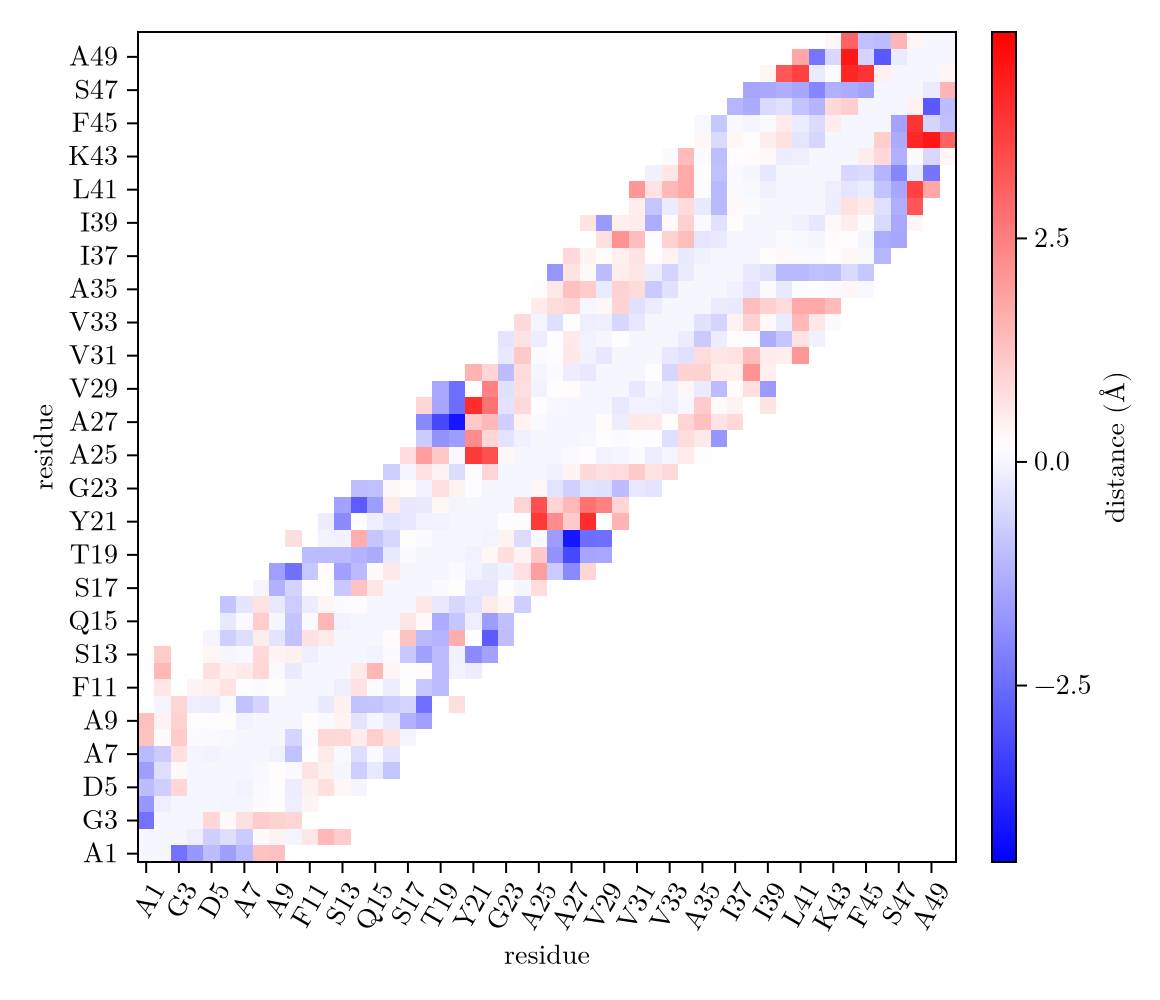 A49
S47
F45
K43
L41
I39
I37
A35
V33
V31
V29
A27
A25
G23
Y21
T19
S17
Q15
S13
F11
A9
A7
D5
G3
A1
residue
A1
G3
D5
A7
A9
F11
S13
Q15
S17
T19
Y21
G23
A25
A27
V29
V31
V33
A35
I37
I39
L41
K43
F45
S47
A49
residue
2.5
0.0
−2.5
distance (Å)